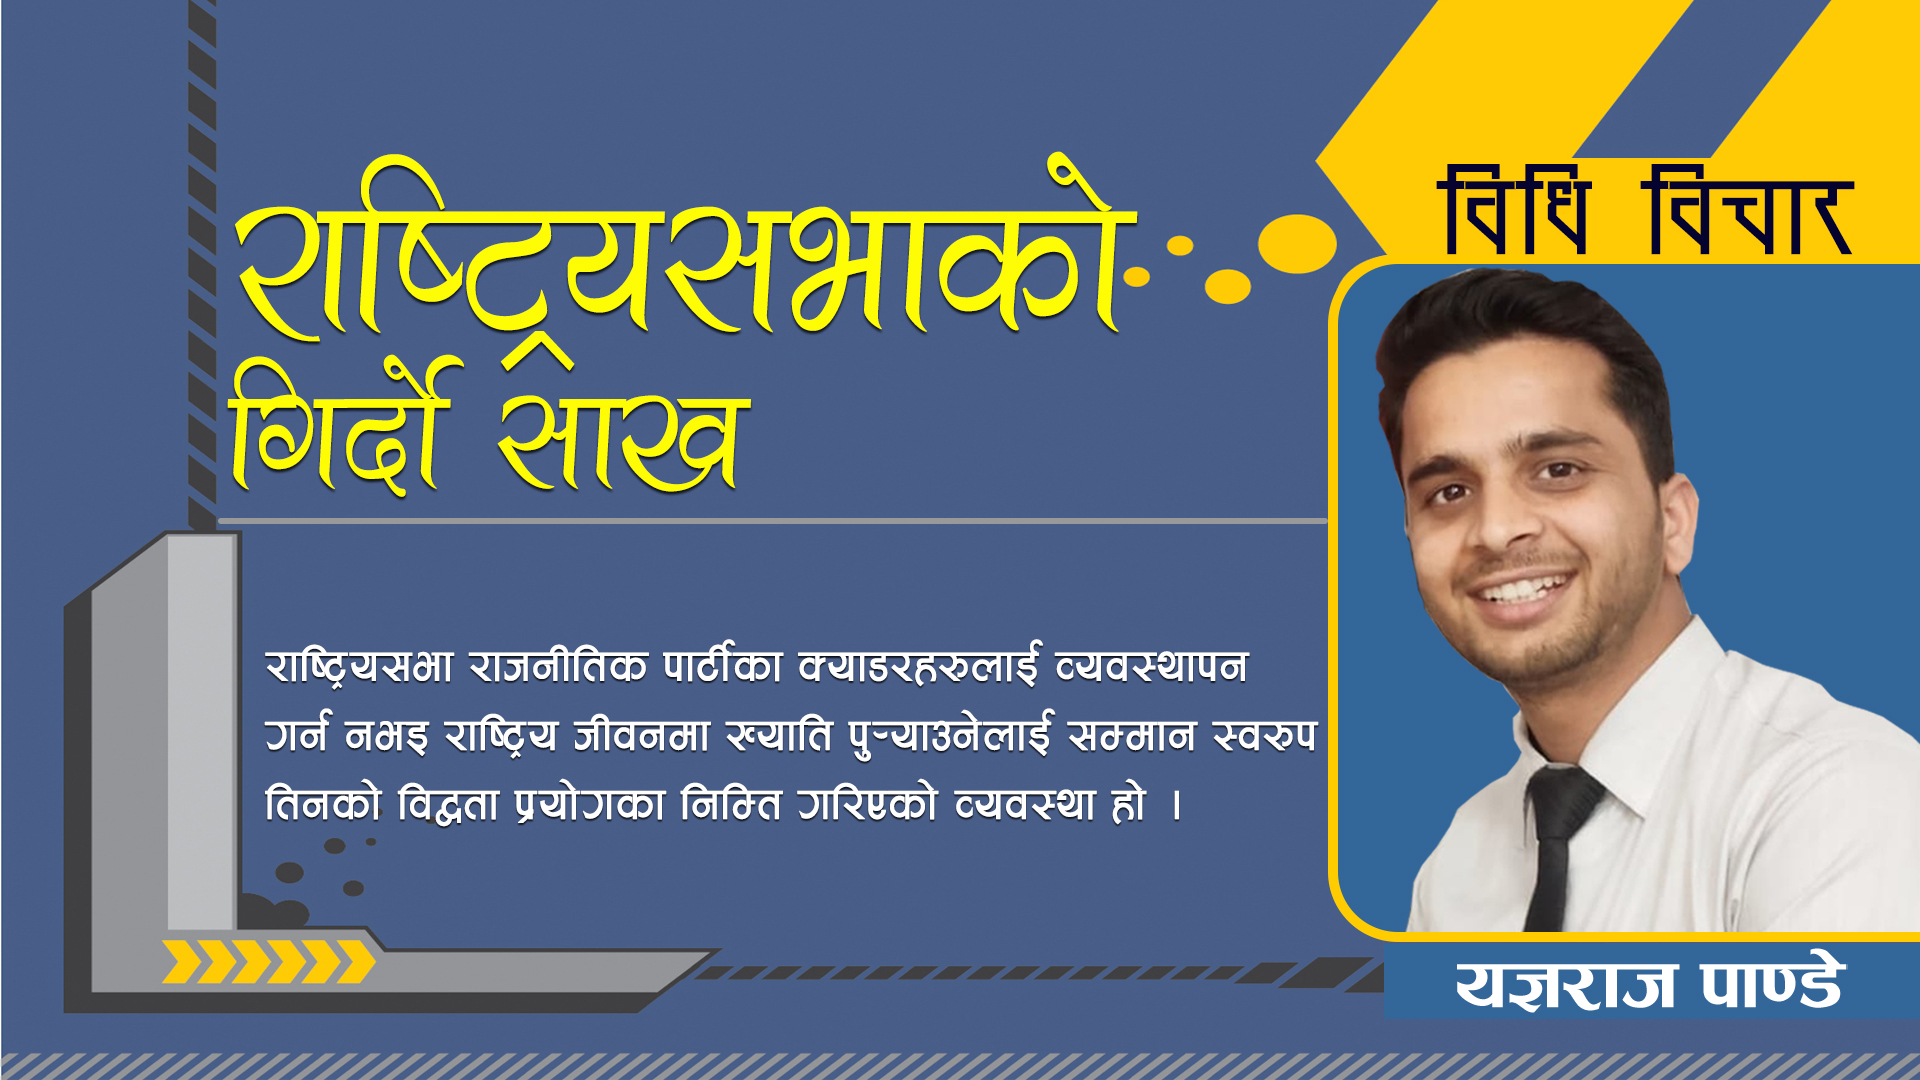 विधि विचार
राष्ट्रियसभाको
गिर्दो साख
राष्ट्रियसभा राजनीतिक पार्टीका क्याडरहरुलाई व्यवस्थापन
गर्न नभइ राष्ट्रिय जीवनमा ख्याति पुऱ्याउनेलाई सम्मान स्वरुप
तिनको विद्वता प्रयोगका निम्ति गरिएको व्यवस्था हो ।
यज्ञराज पाण्डे